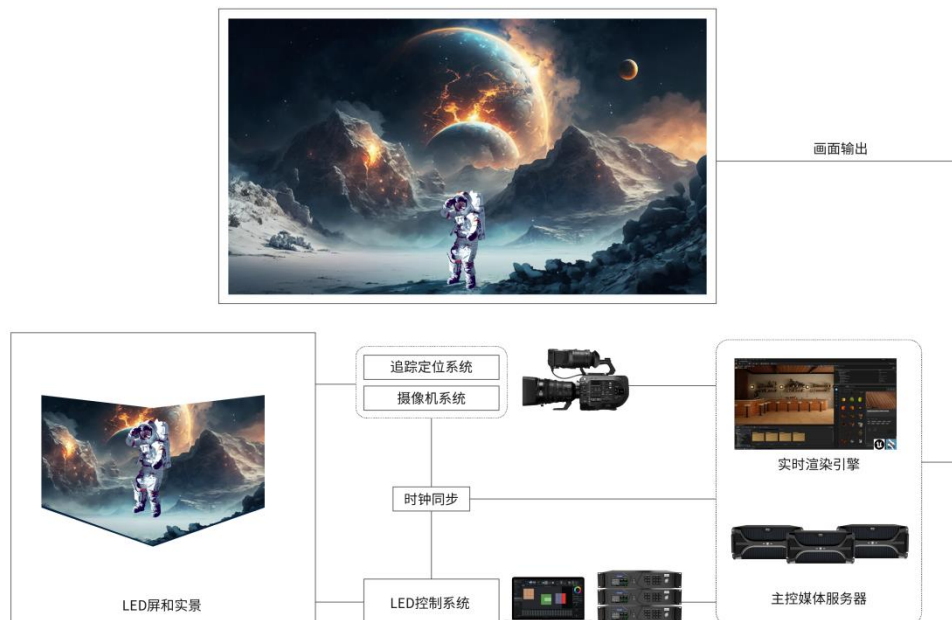 画面输出
追踪定位系统
摄像机系统
实时渲染引擎
时钟同步
LED屏和实景
LED控制系统
主控媒体服务器